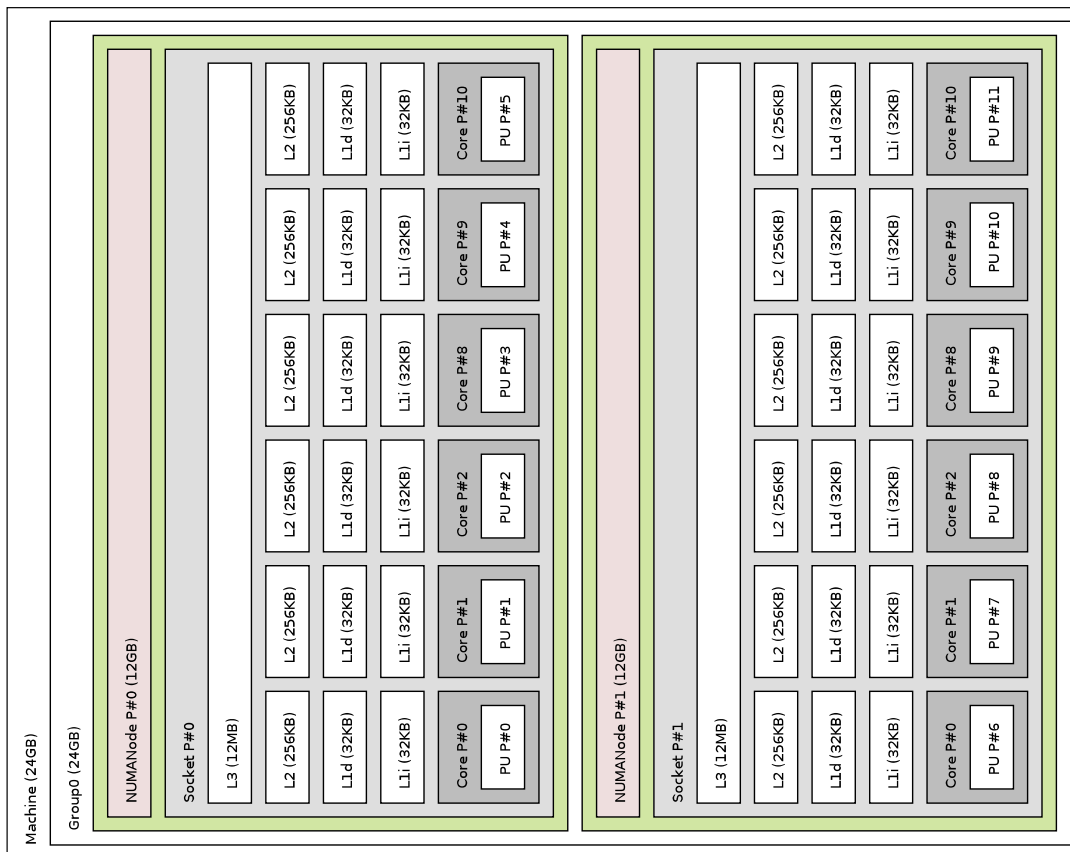 Machine (24GB)
Group0 (24GB)
NUMANode P#0 (12GB)
Socket P#0
L3 (12MB)
L2 (256KB) L2 (256KB) L2 (256KB) L2 (256KB) L2 (256KB) L2 (256KB)
L1d (32KB) L1d (32KB) L1d (32KB) L1d (32KB) L1d (32KB) L1d (32KB)
L1i (32KB) L1i (32KB) L1i (32KB) L1i (32KB) L1i (32KB) L1i (32KB)
Core P#0 Core P#1 Core P#2 Core P#8 Core P#9 Core P#10
PU P#0 PU P#1 PU P#2 PU P#3 PU P#4 PU P#5
NUMANode P#1 (12GB)
Socket P#1
L3 (12MB)
L2 (256KB) L2 (256KB) L2 (256KB) L2 (256KB) L2 (256KB) L2 (256KB)
L1d (32KB) L1d (32KB) L1d (32KB) L1d (32KB) L1d (32KB) L1d (32KB)
L1i (32KB) L1i (32KB) L1i (32KB) L1i (32KB) L1i (32KB) L1i (32KB)
Core P#0 Core P#1 Core P#2 Core P#8 Core P#9 Core P#10
PU P#6 PU P#7 PU P#8 PU P#9 PU P#10 PU P#11